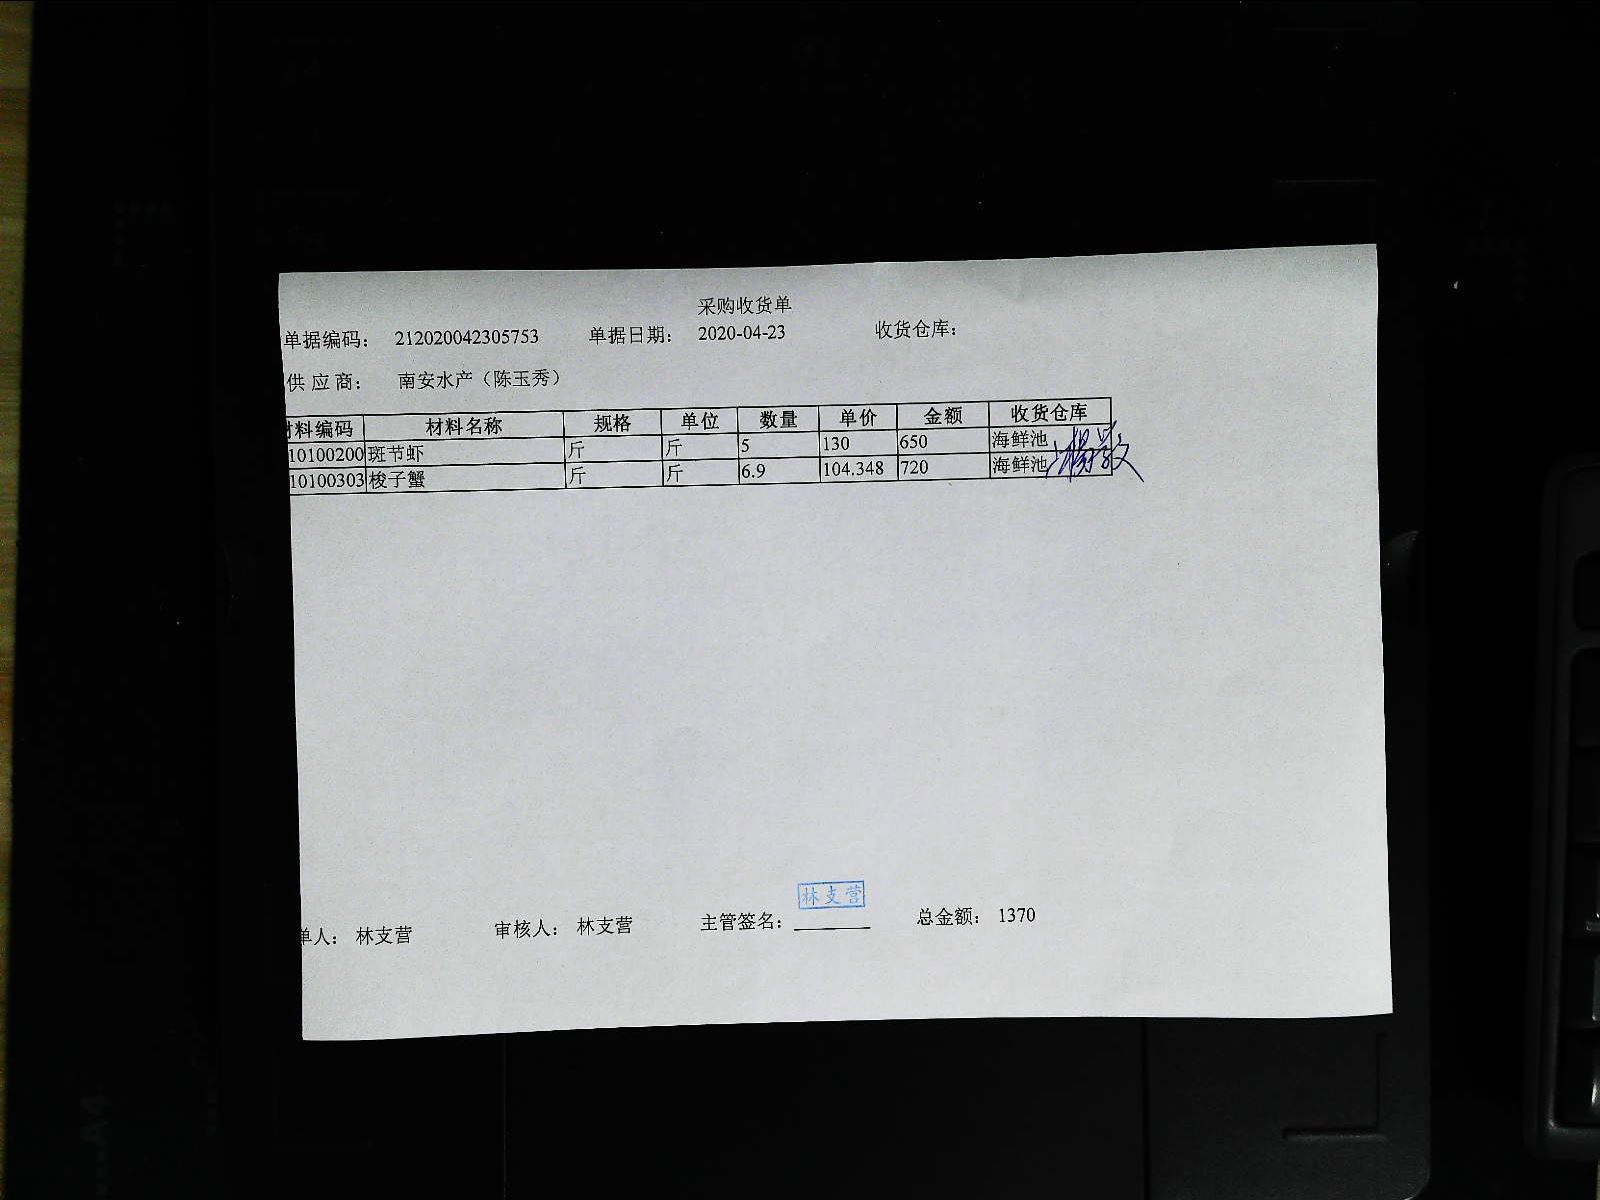 采购收货单
单据编码： 212020042305753 单据日期： 2020-04-23 收货仓库：
供 应 商： 南安水产（陈玉秀）
材料编码 材料名称 规格 单位 数量 单价 金额 收货仓库
10100200 斑节虾 斤 斤 5 130 650 海鲜池
10100303 梭子蟹 斤 斤 6.9 104.348 720 海鲜池
林支营
单人： 林支营 审核人： 林支营 主管签名： 总金额： 1370